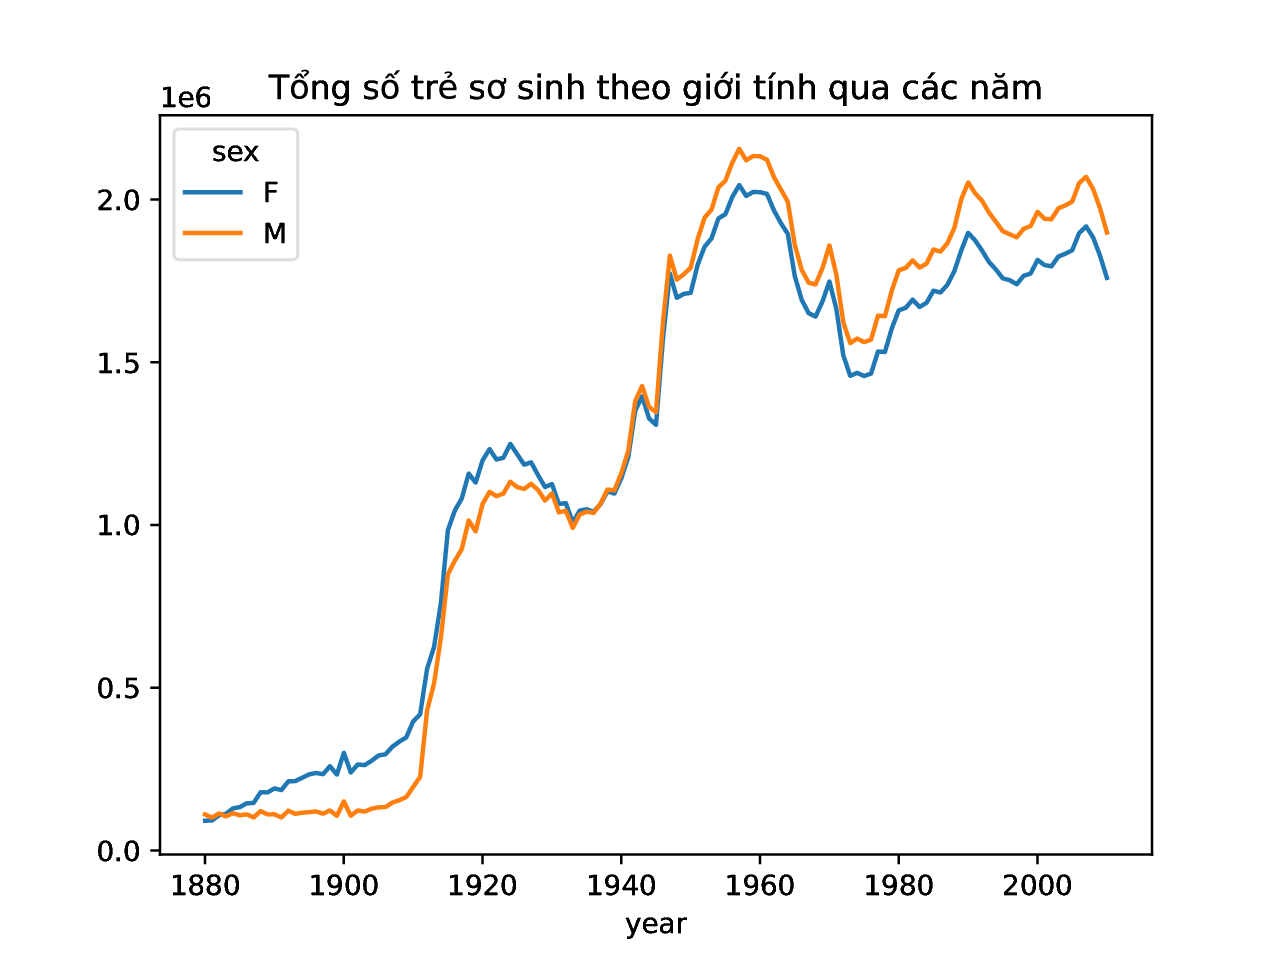 Tổng số trẻ sơ sinh theo giới tính qua các năm
1e6
sex
F
M
2.0
1.5
1.0
0.5
0.0
1880 1900 1920 1940 1960 1980 2000
year